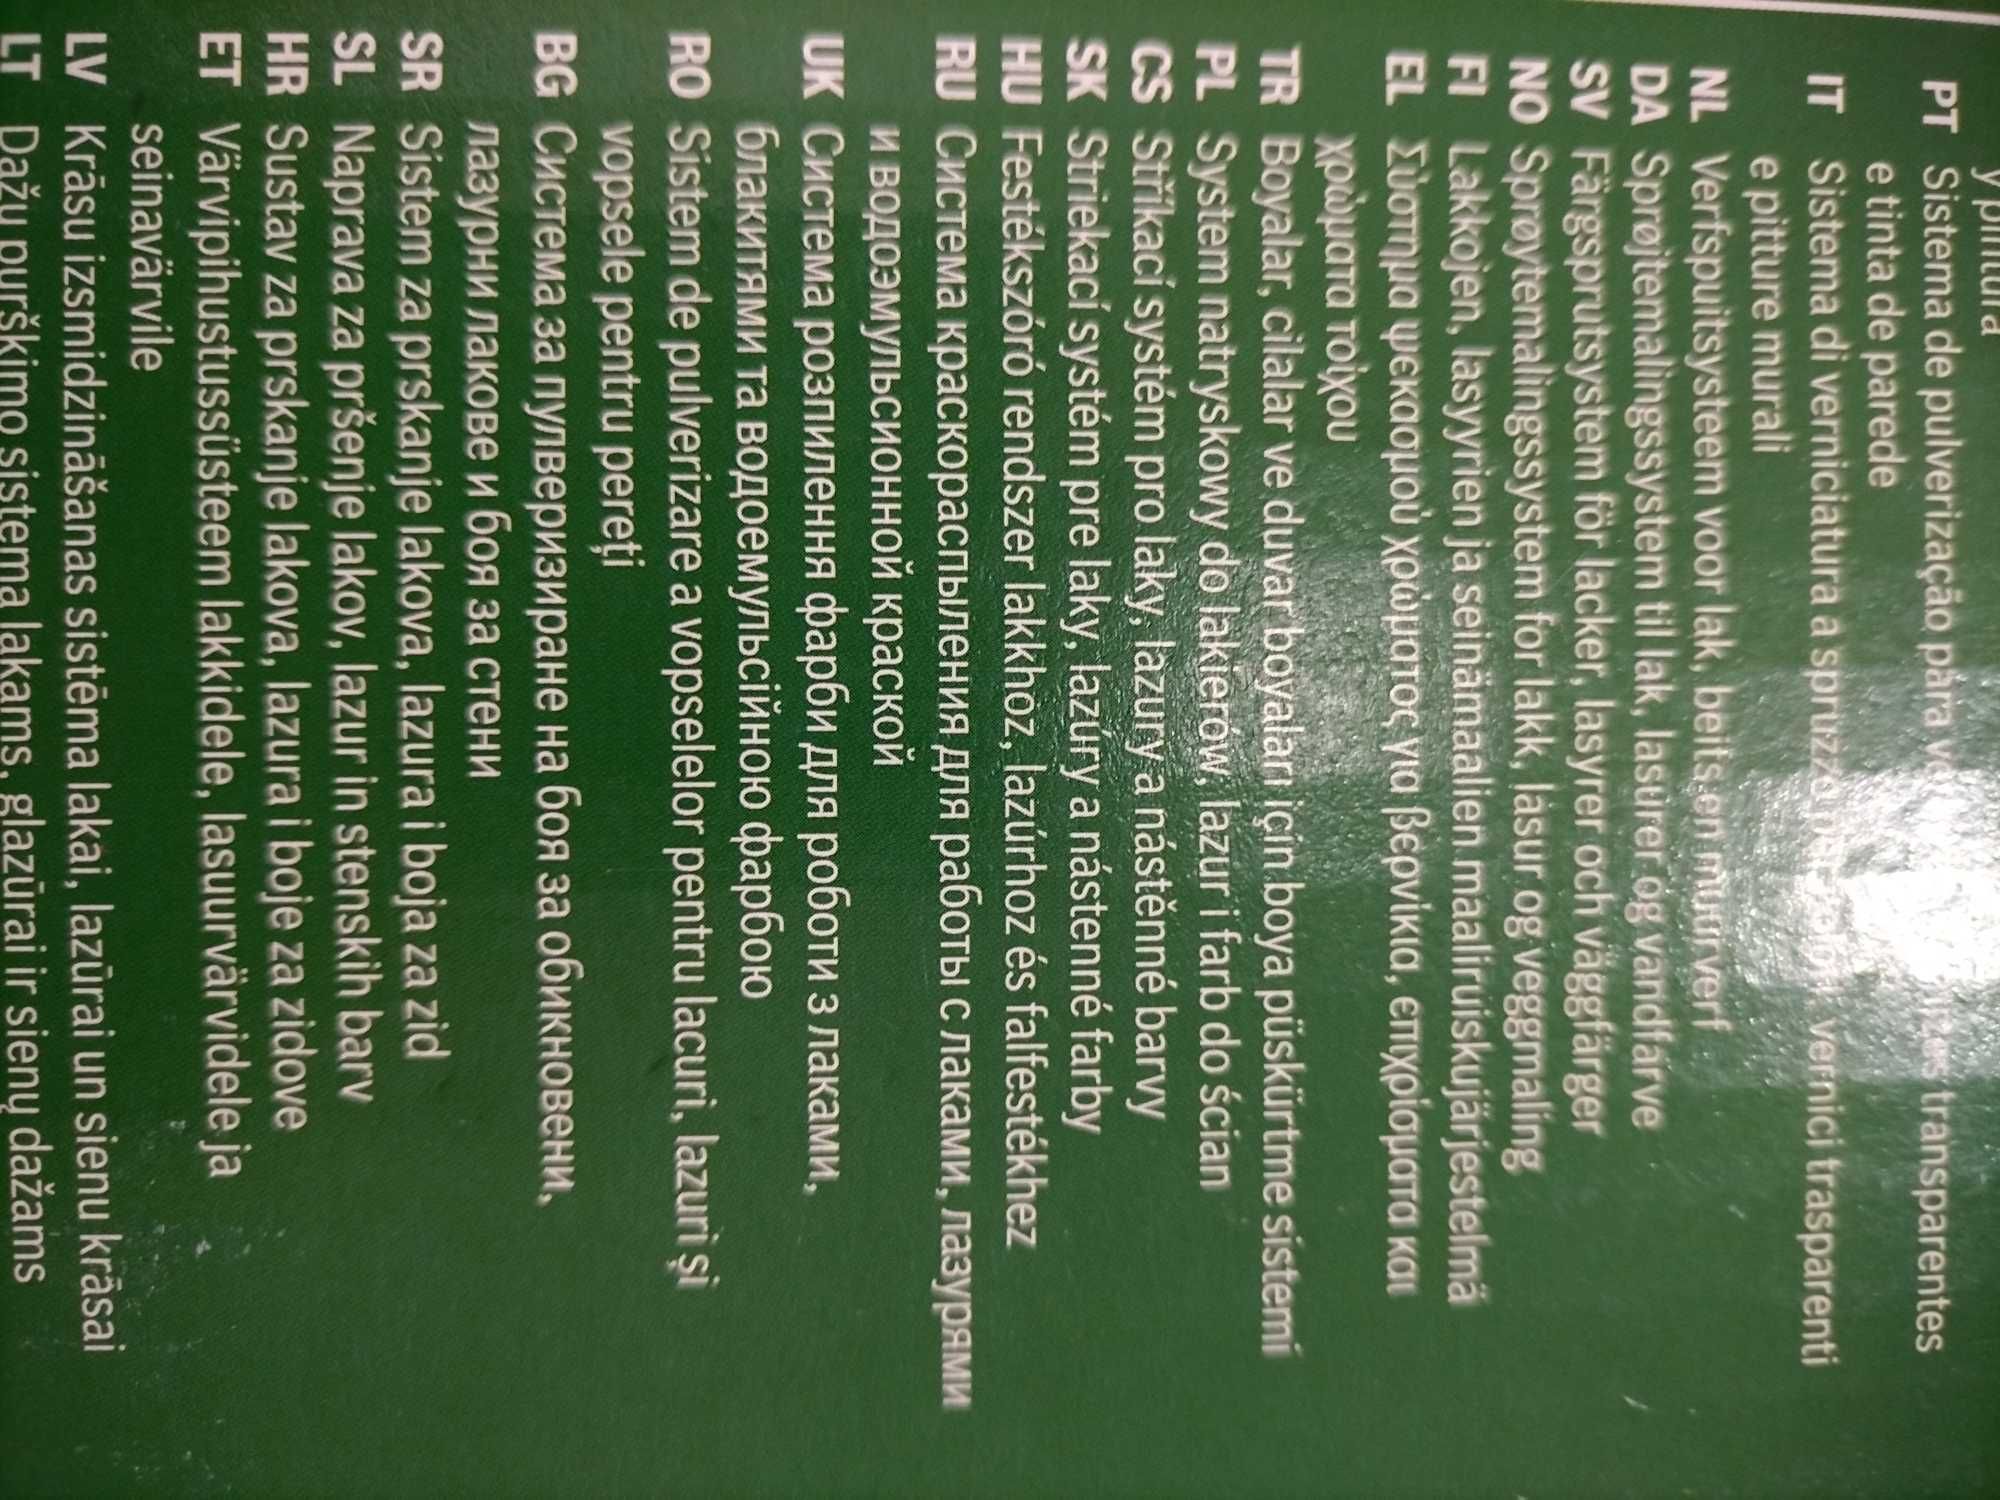 y pintura
PT Sistema de pulverização para transparentes
e tinta de parede
IT Sistema di verniciatura a spruzzo per vernici trasparenti
e pitture murali
NL Verfspuitsysteem voor lak, beits en muurverf
DA Sprøjtemalingssystem til lak, lasurer og vandfarve
SV Färgsprutsystem för lacker, lasyrer och väggfärger
NO Sprøytemalingssystem for lakk, lasur og veggmaling
FI Lakkojen, lasyyrien ja seinämaalien maaliruiskujärjestelmä
EL Σύστημα ψεκασμού χρώματος για βερνίκια, επιχρίσματα και
χρώματα τοίχου
TR Boyalar, cilalar ve duvar boyaları için boya püskürtme sistemi
PL System natryskowy do lakierów, lazur i farb do ścian
CS Stříkací systém pro laky, lazury a nástěnné barvy
SK Striekací systém pre laky, lazúry a nástenné farby
HU Festékszóró rendszer lakkhoz, lazúrhoz és falfestékhez
RU Система краскораспыления для работы с лаками, лазурями
и водоэмульсионной краской
UK Система розпилення фарби для роботи з лаками,
блакитями та водоемульсійною фарбою
RO Sistem de pulverizare a vopselelor pentru lacuri, lazuri și
vopsele pentru pereți
BG Система за пулверизиране на боя за обикновени,
лазурни лакове и боя за стени
SR Sistem za prskanje lakova, lazura i boja za zid
SL Naprava za pršenje lakov, lazur in stenskih barv
HR Sustav za prskanje lakova, lazura i boje za zidove
ET Värvipihustussüsteem lakkidele, lasuurvärvidele ja
seinavärvile
LV Krāsu izsmidzināšanas sistēma lakai, lazūrai un sienu krāsai
LT Dažų purškimo sistema lakams, glazūrai ir sienų dažams